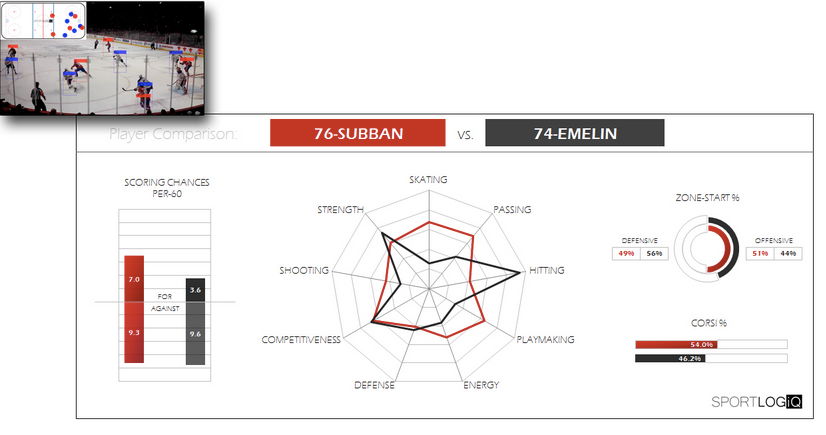 Player Comparison:
76-SUBBAN
VS.
74-EMELIN
SCORING CHANCES
PER-60
7.0
3.6
FOR
AGAINST
9.3
9.6
SKATING
PASSING
HITTING
PLAYMAKING
ENERGY
DEFENSE
COMPETITIVENESS
SHOOTING
STRENGTH
ZONE-START %
DEFENSIVE
49% 56%
OFFENSIVE
51% 44%
CORSI %
54.0%
46.2%
SPORTLOGiQ